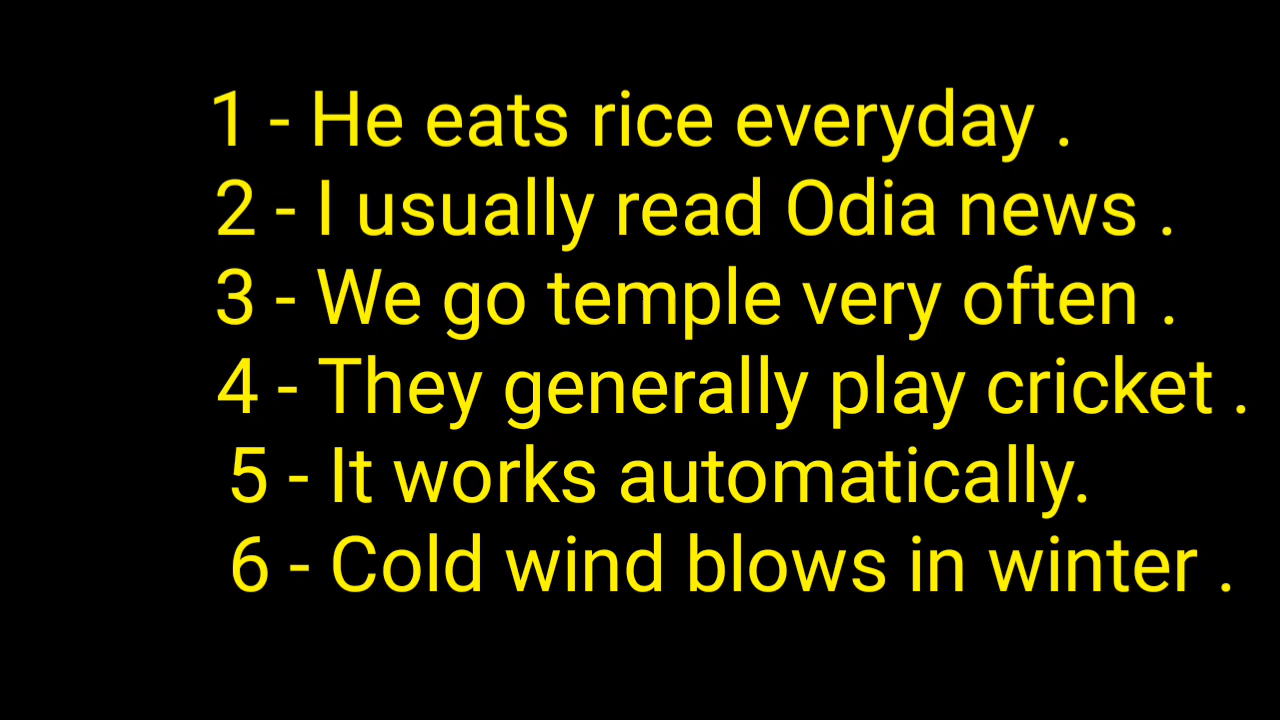 1 - He eats rice everyday .
2 - I usually read Odia news .
3 - We go temple very often .
4 - They generally play cricket .
5 - It works automatically.
6 - Cold wind blows in winter .